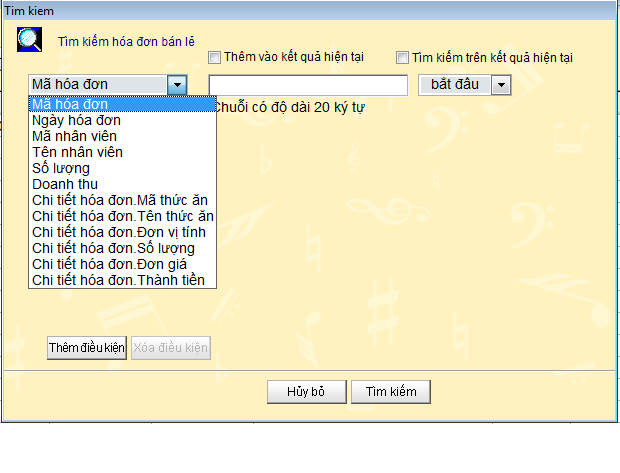 Tim kiem
Tìm kiếm hóa đơn bán lẻ
Thêm vào kết quả hiện tại
Tìm kiếm trên kết quả hiện tại
Mã hóa đơn
bắt đầu
Chuỗi có độ dài 20 ký tự
Mã hóa đơn
Ngày hóa đơn
Mã nhân viên
Tên nhân viên
Số lượng
Doanh thu
Chi tiết hóa đơn.Mã thức ăn
Chi tiết hóa đơn.Tên thức ăn
Chi tiết hóa đơn.Đơn vị tính
Chi tiết hóa đơn.Số lượng
Chi tiết hóa đơn.Đơn giá
Chi tiết hóa đơn.Thành tiền
Thêm điều kiện
Xóa điều kiện
Hủy bỏ
Tìm kiếm